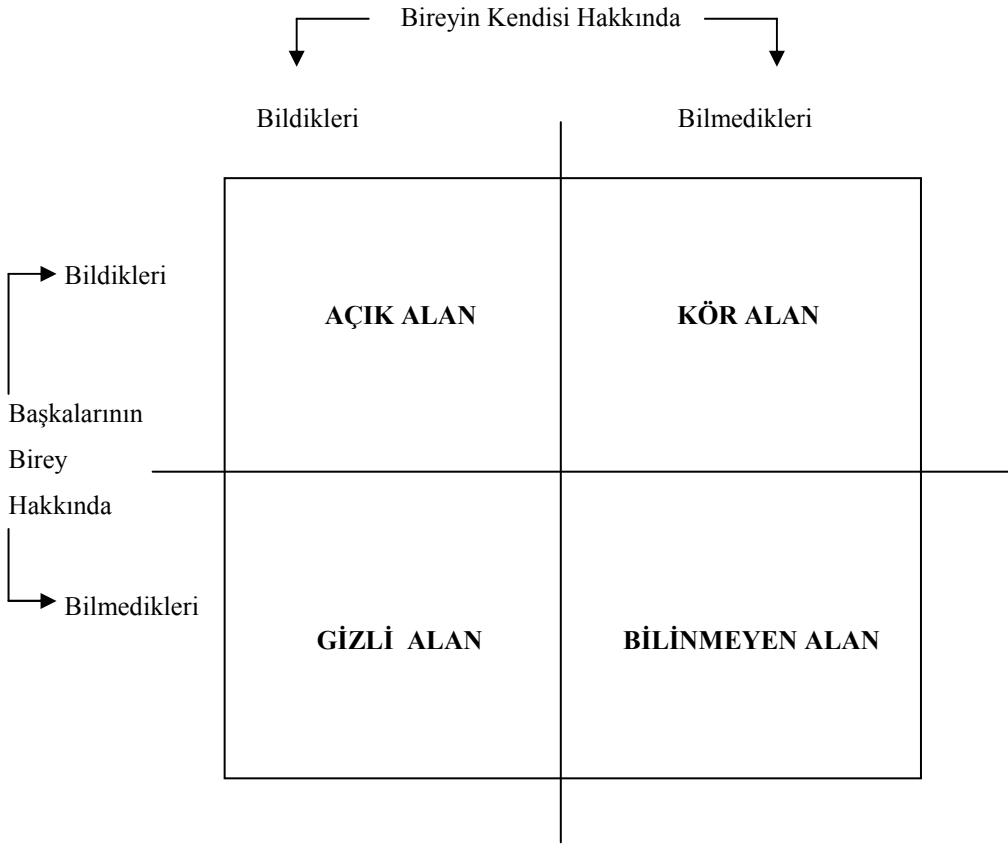 Bireyin Kendisi Hakkında
Bildikleri Bilmedikleri
Bildikleri
AÇIK ALAN KÖR ALAN
Başkalarının
Birey
Hakkında
Bilmedikleri
GİZLİ ALAN BİLİNMEYEN ALAN